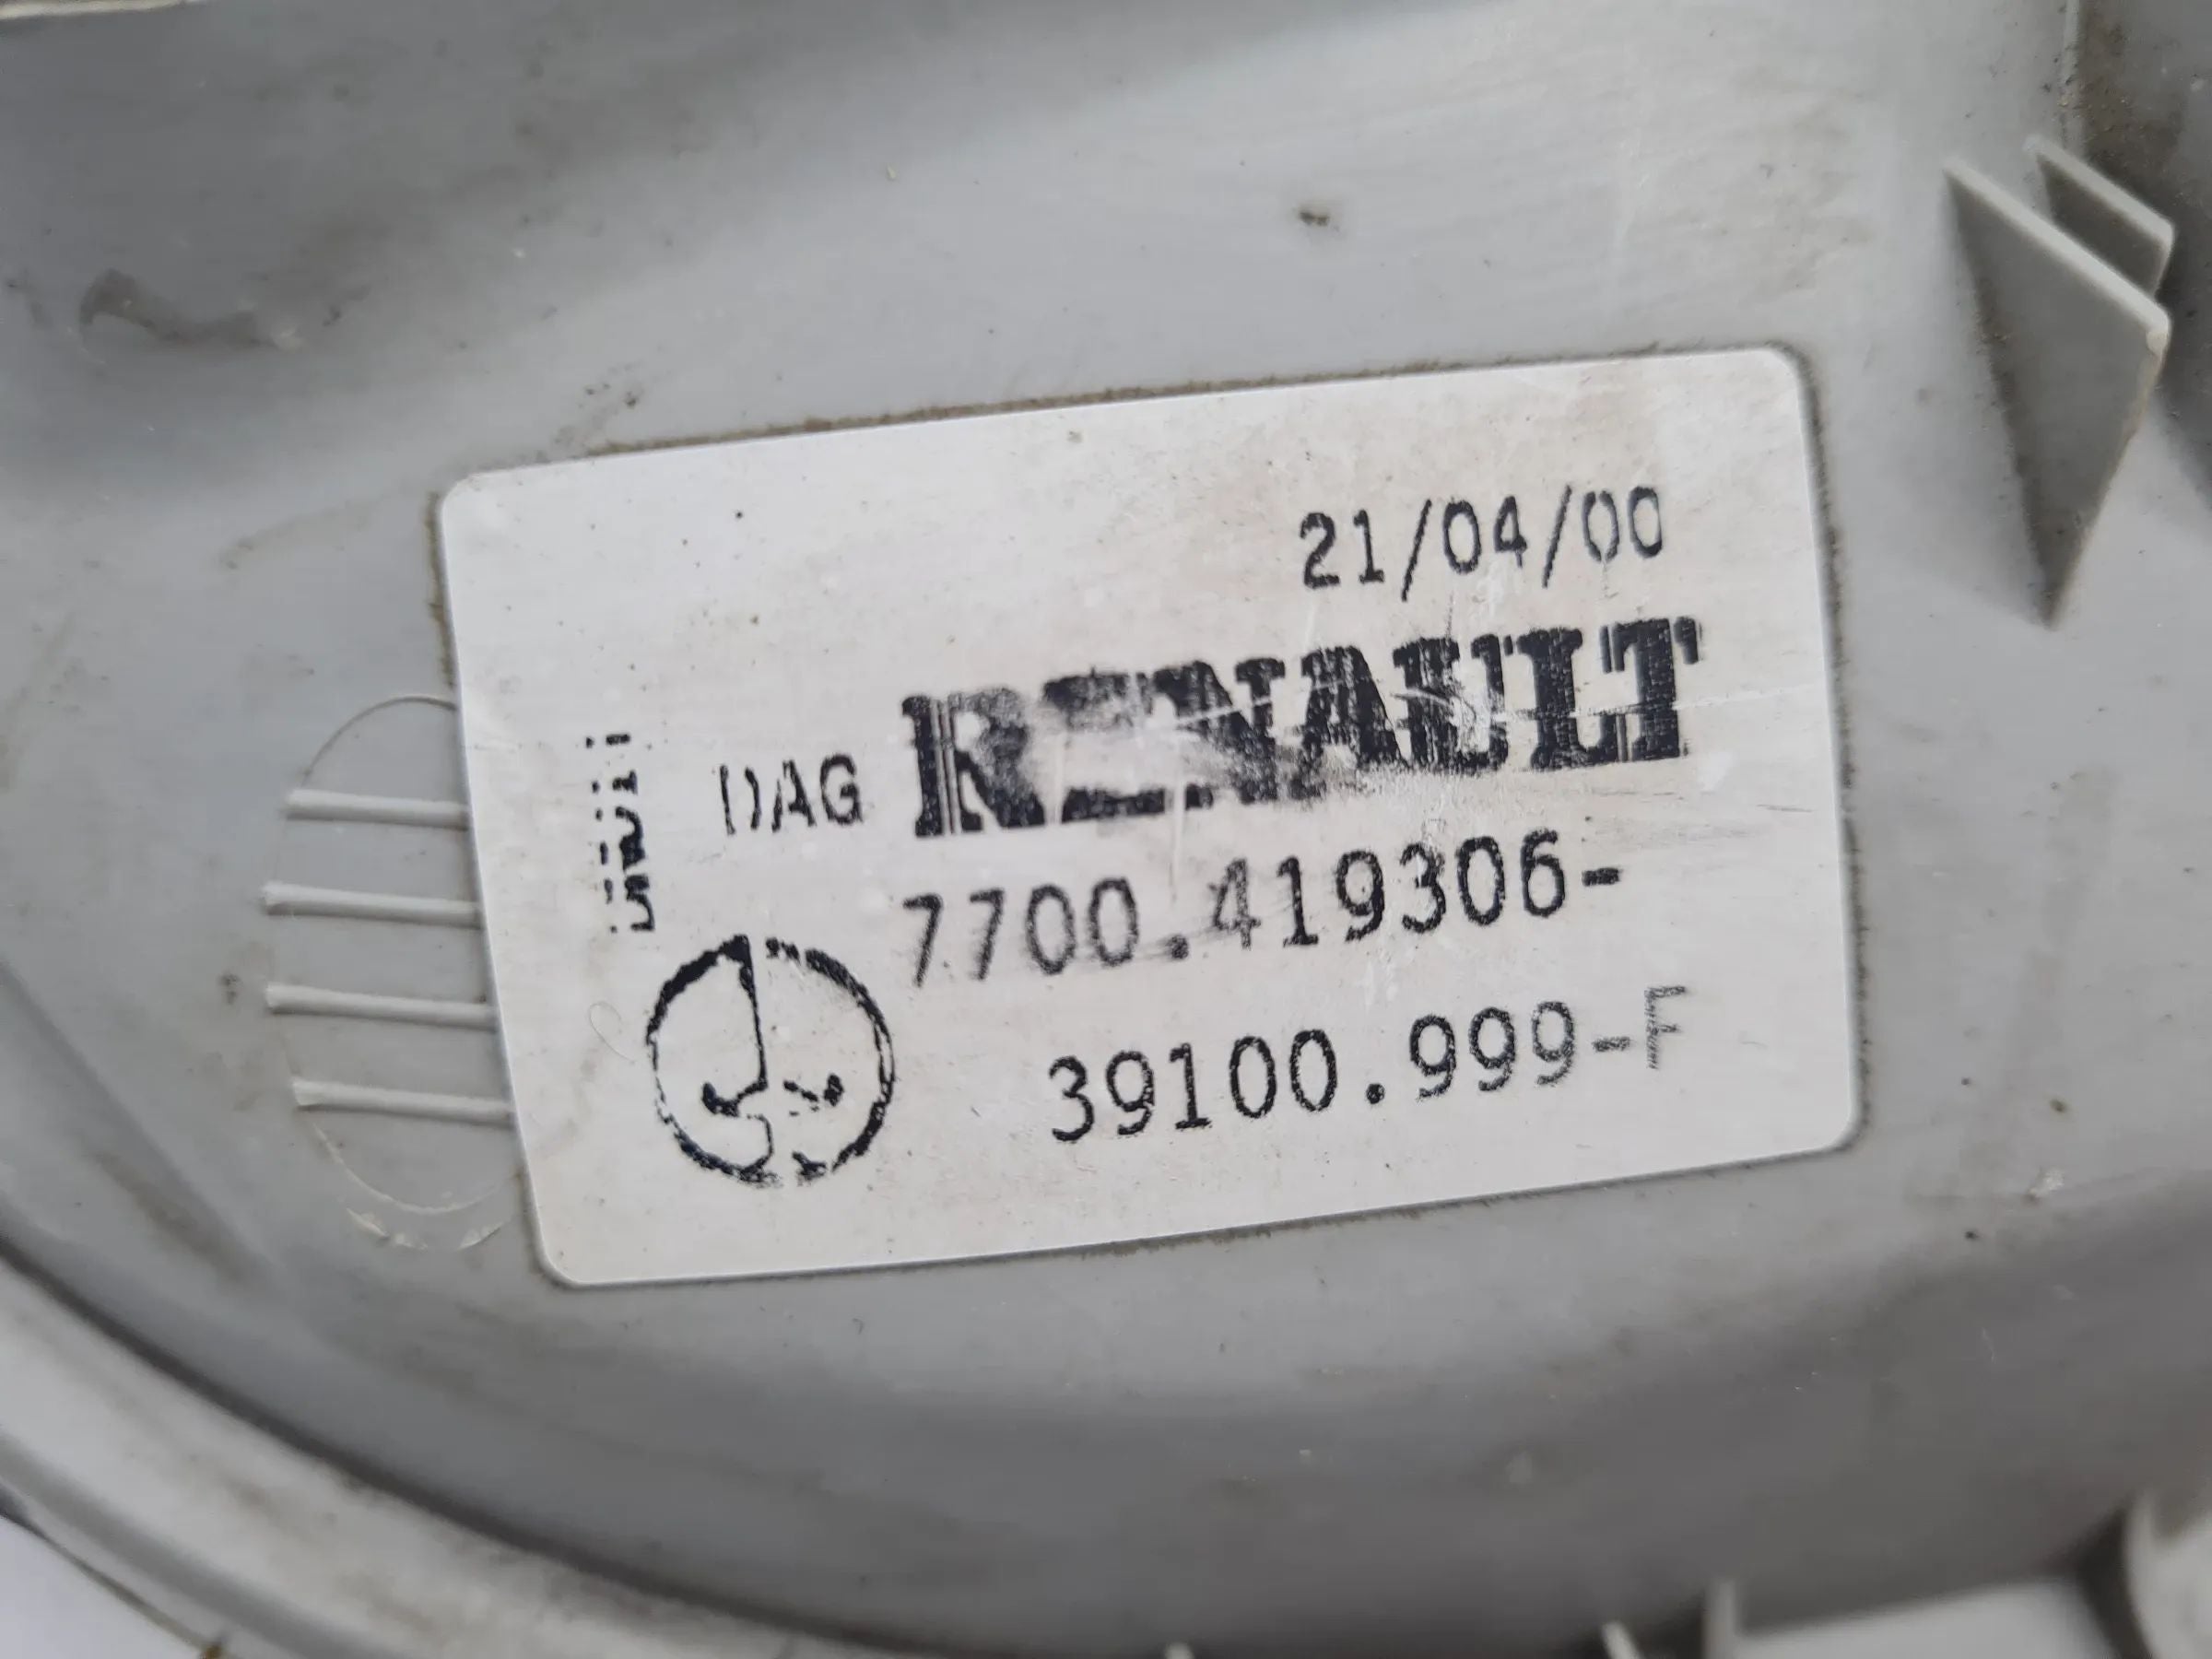 21/04/00
DAG RENAULT
7700.419306-
39100.999-F